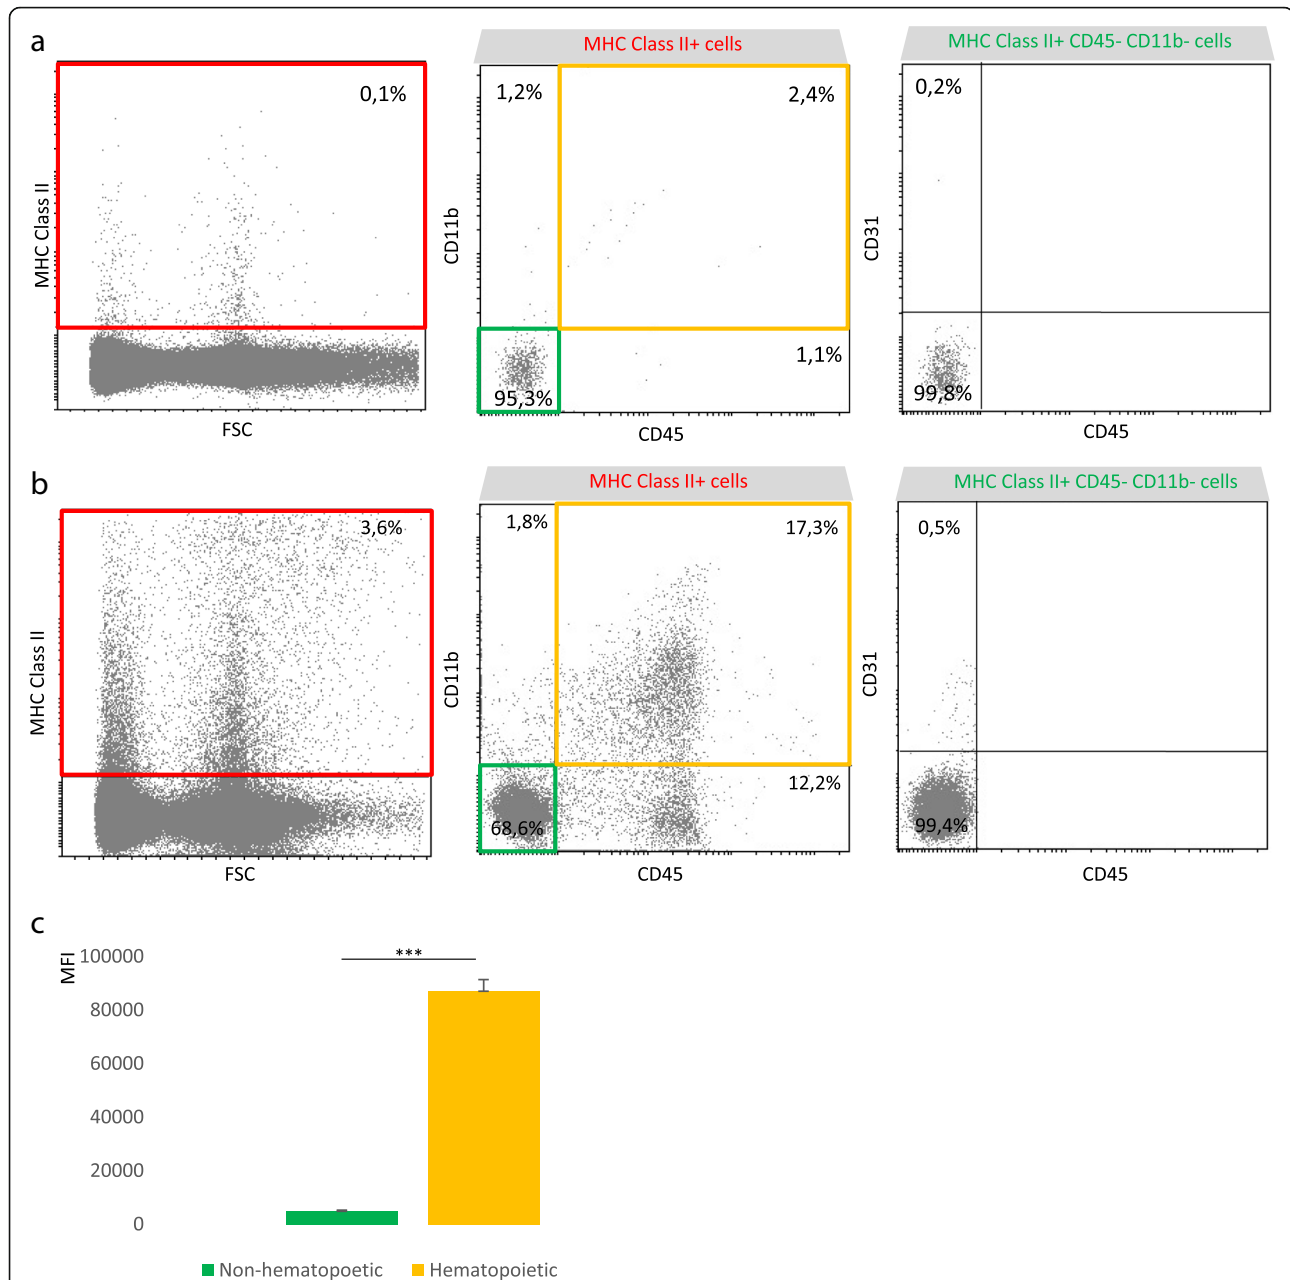 a
MHC Class II+ cells
MHC Class II+ CD45- CD11b- cells
0,1%
1,2%
2,4%
0,2%
MHC Class II
CD11b
CD31
1,1%
95,3%
99,8%
FSC
CD45
CD45
b
MHC Class II+ cells
MHC Class II+ CD45- CD11b- cells
3,6%
1,8%
17,3%
0,5%
MHC Class II
CD11b
CD31
12,2%
68,6%
99,4%
FSC
CD45
CD45
c
MFI
100000
***
80000
60000
40000
20000
0
Non-hematopoetic
Hematopoietic